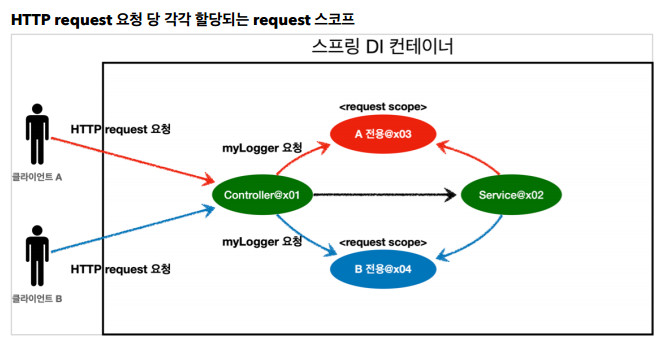 HTTP request 요청 당 각각 할당되는 request 스코프
스프링 DI 컨테이너
<request scope>
HTTP request 요청
A 전용@x03
myLogger 요청
클라이언트 A
Controller@x01
Service@x02
myLogger 요청
<request scope>
HTTP request 요청
B 전용@x04
클라이언트 B